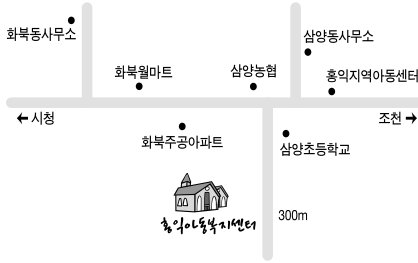 화북동사무소
삼양동사무소
화북월마트
삼양농협
홍익지역아동센터
← 시청
조천 →
화북주공아파트
삼양초등학교
홍익아동복지센터
300m